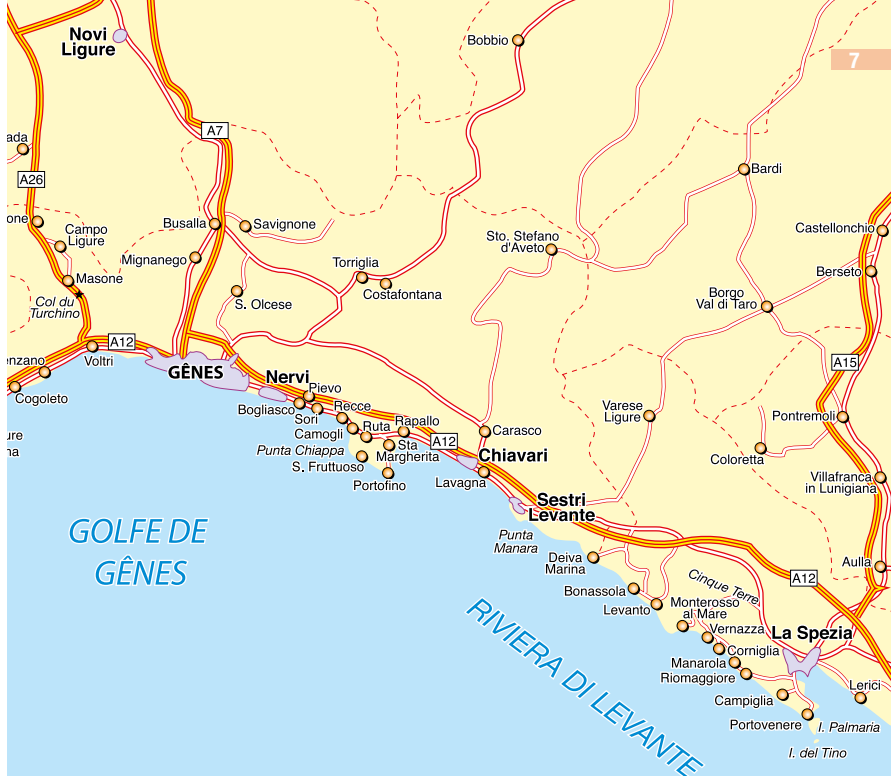 Novi
Ligure
Bobbio
7
A7
ada
A26
Bardi
one
Campo
Ligure
Busalla
Savignone
Castellonchio
Mignanego
Sto. Stefano
d'Aveto
Torriglia
Berseto
Masone
Costafontana
Col du
Turchino
S. Olcese
Borgo
Val di Taro
A12
Voltri
enzano
GÊNES
A15
Nervi
Pievo
Cogoleto
Bogliasco
Sori
Recce
Camogli
Ruta
Rapallo
A12
Carasco
Varese
Ligure
Pontremoli
ure
na
Punta Chiappa
Sta
Margherita
Chiavari
Coloretta
S. Fruttuoso
Portofino
Lavagna
Villafranca
in Lunigiana
Sestri
Levante
GOLFE DE
GÊNES
Punta
Manara
Deiva
Marina
Aulla
A12
Cinque Terre
Bonassola
Levanto
Monterosso
al Mare
Vernazza
La Spezia
RIVIERA DI LEVANTE
Corniglia
Manarola
Riomaggiore
Lerici
Campiglia
Portovenere
I. Palmaria
I. del Tino